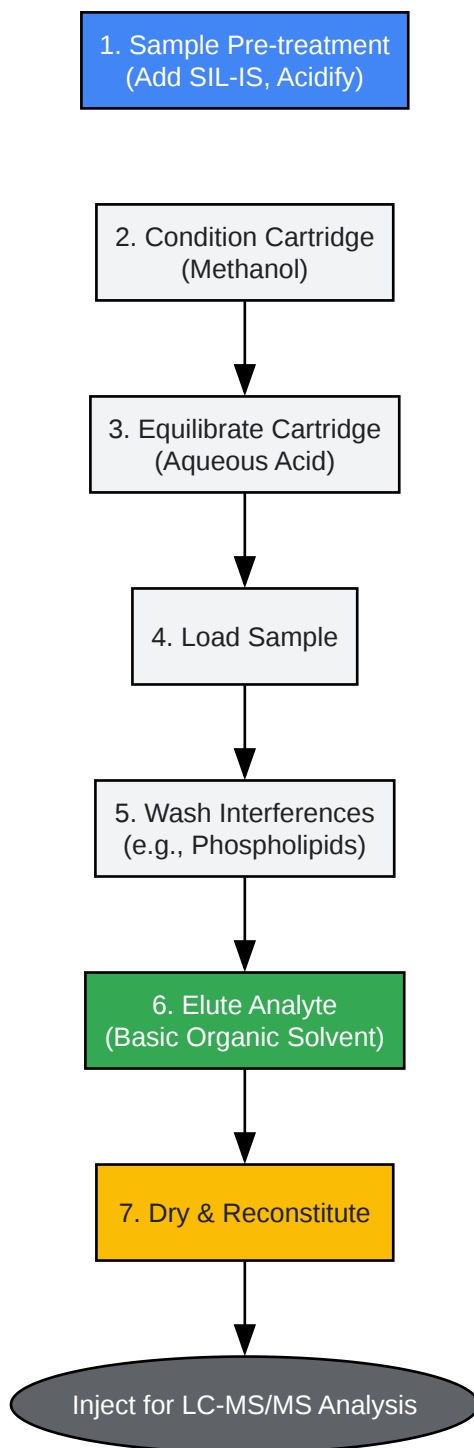 1. Sample Pre-treatment
(Add SIL-IS, Acidify)
2. Condition Cartridge
(Methanol)
3. Equilibrate Cartridge
(Aqueous Acid)
4. Load Sample
5. Wash Interferences
(e.g., Phospholipids)
6. Elute Analyte
(Basic Organic Solvent)
7. Dry & Reconstitute
Inject for LC-MS/MS Analysis